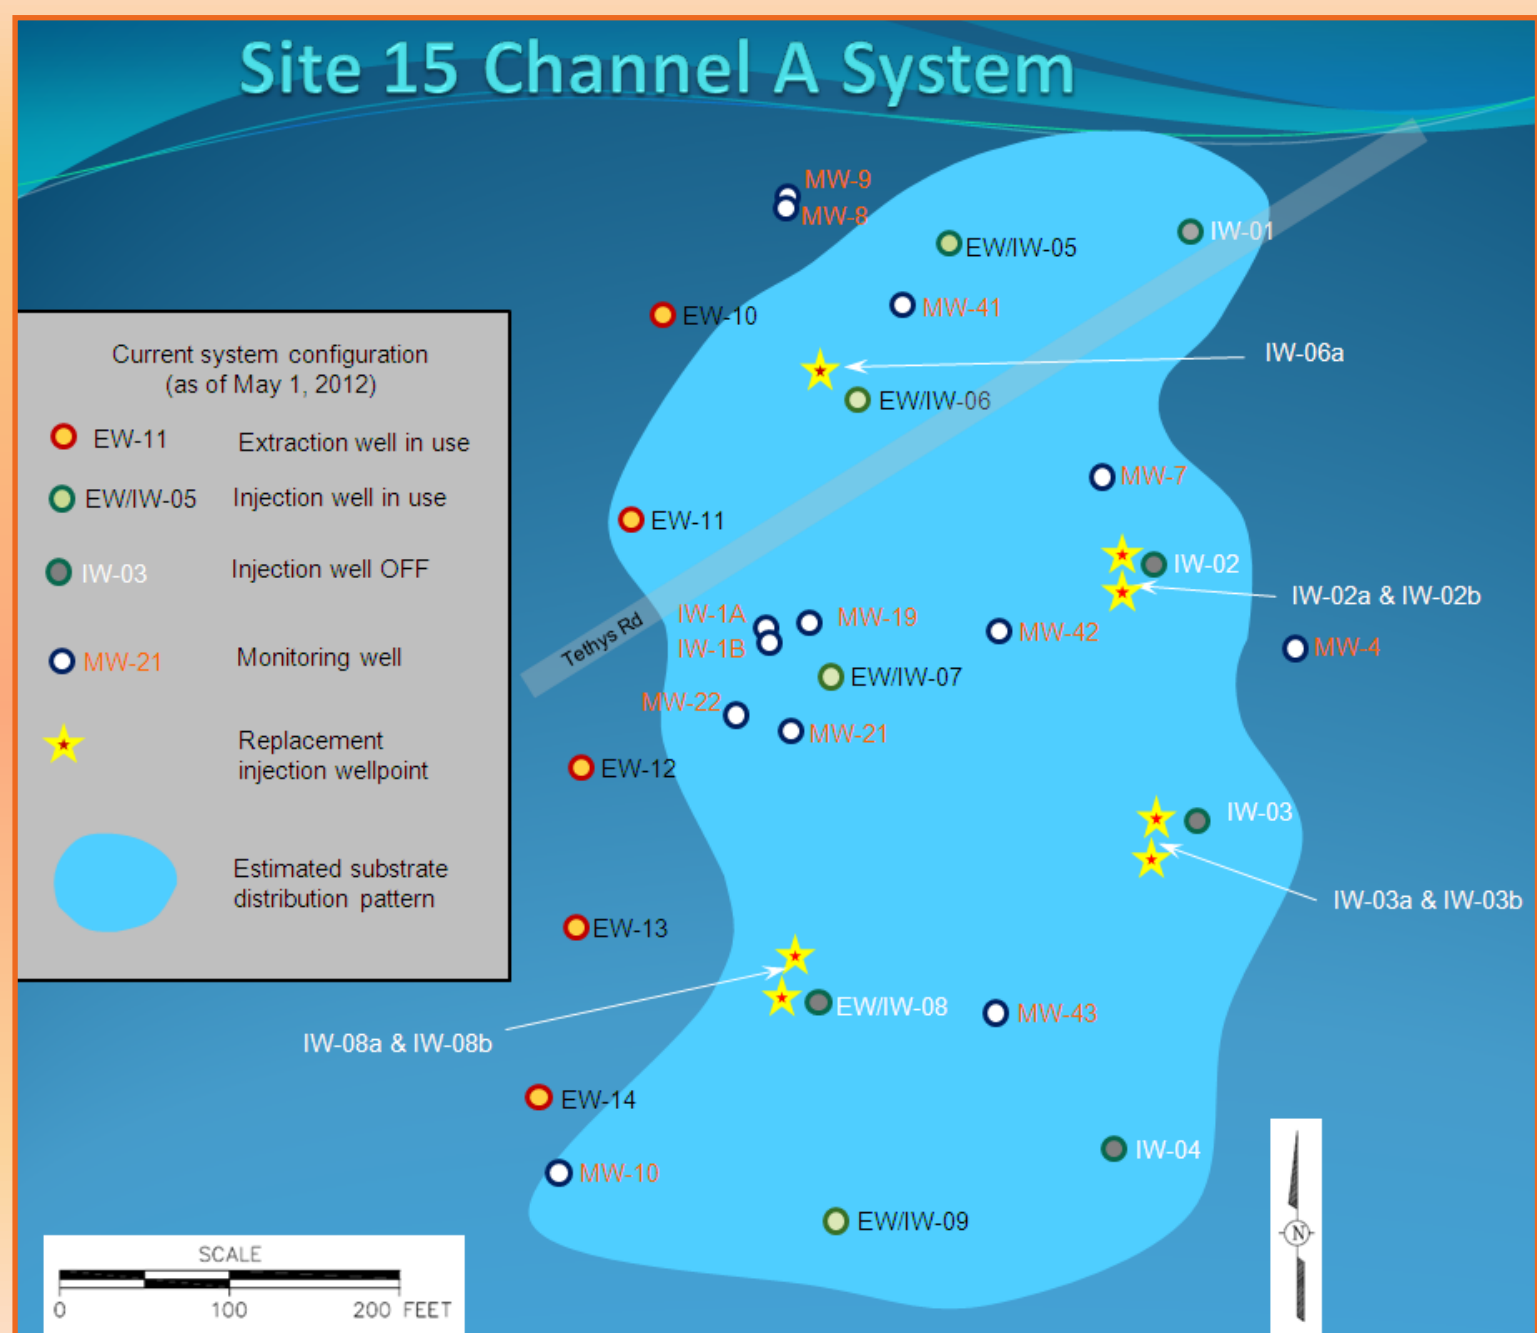 Site 15 Channel A System
MW-9
MW-8
IW-01
EW/IW-05
MW-41
EW-10
IW-06a
EW/IW-06
MW-7
EW-11
IW-02
IW-02a & IW-02b
IW-1A
MW-19
MW-42
IW-1B
MW-4
Tethys Rd
EW/IW-07
MW-22
MW-21
EW-12
IW-03
IW-03a & IW-03b
EW-13
EW/IW-08
MW-43
IW-08a & IW-08b
EW-14
IW-04
MW-10
EW/IW-09
Current system configuration
(as of May 1, 2012)
EW-11 Extraction well in use
EW/IW-05 Injection well in use
IW-03 Injection well OFF
MW-21 Monitoring well
Replacement
injection wellpoint
Estimated substrate
distribution pattern
SCALE
0 100 200 FEET
N